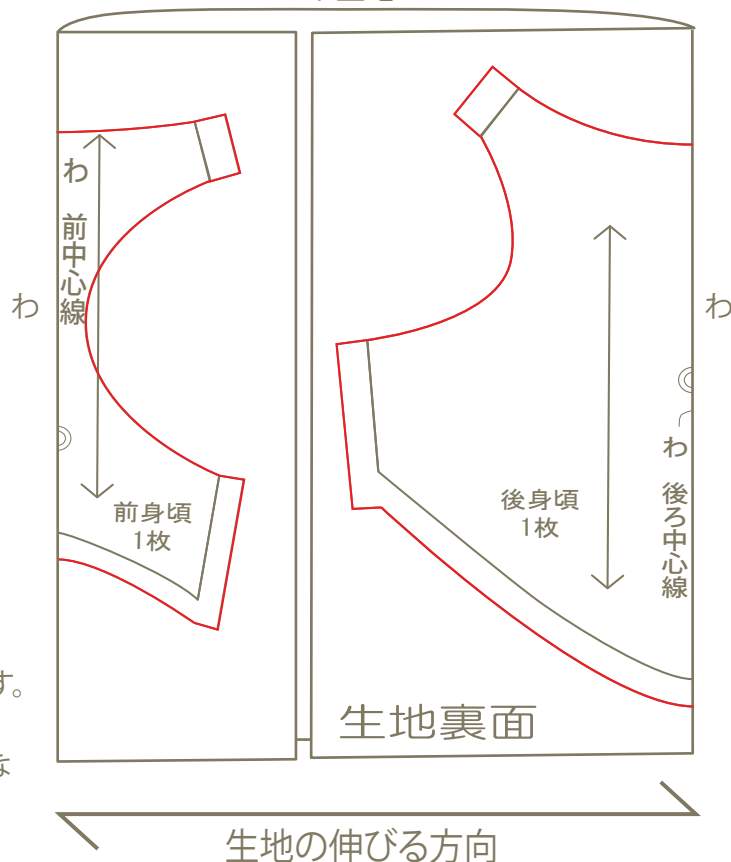 わ 前中心線
わ
わ
前身頃
1枚
後身頃
1枚
わ 後ろ中心線
す。
生地裏面
生地の伸びる方向